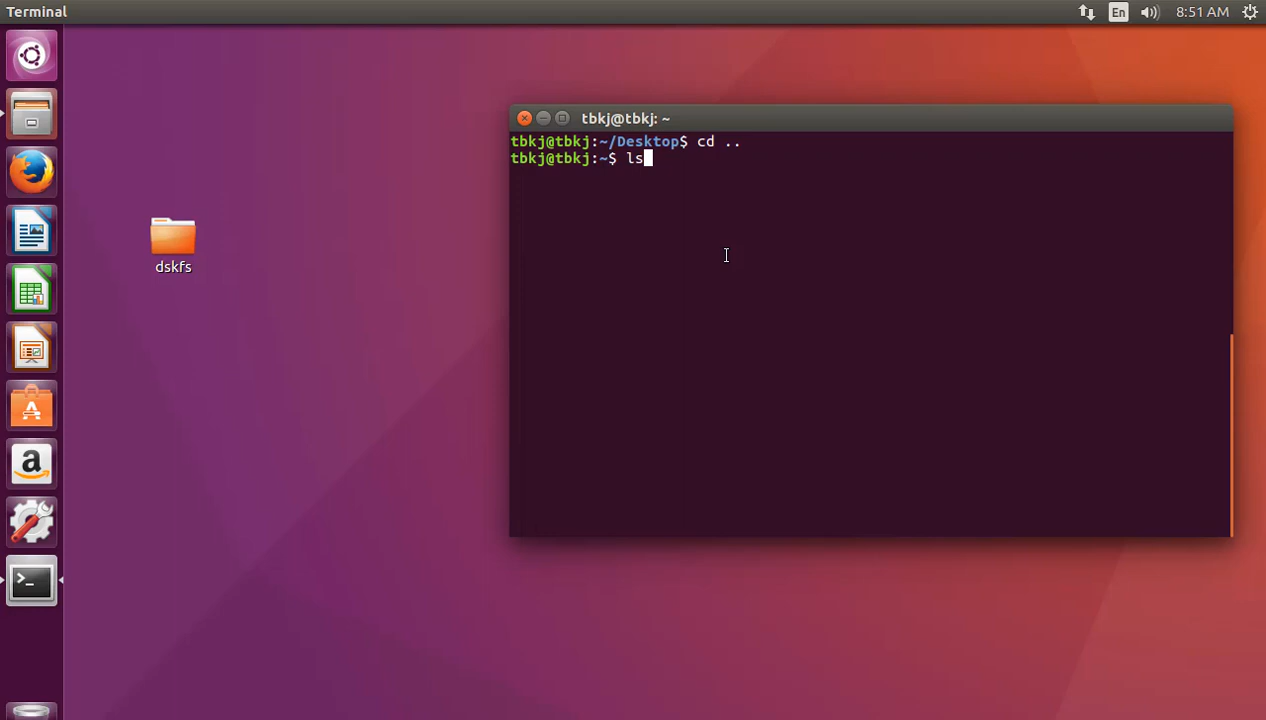 Terminal
En
8:51 AM
tbkj@tbkj: ~
tbkj@tbkj:~/Desktop$ cd ..
tbkj@tbkj:~$ ls
dskfs
A
a
>_